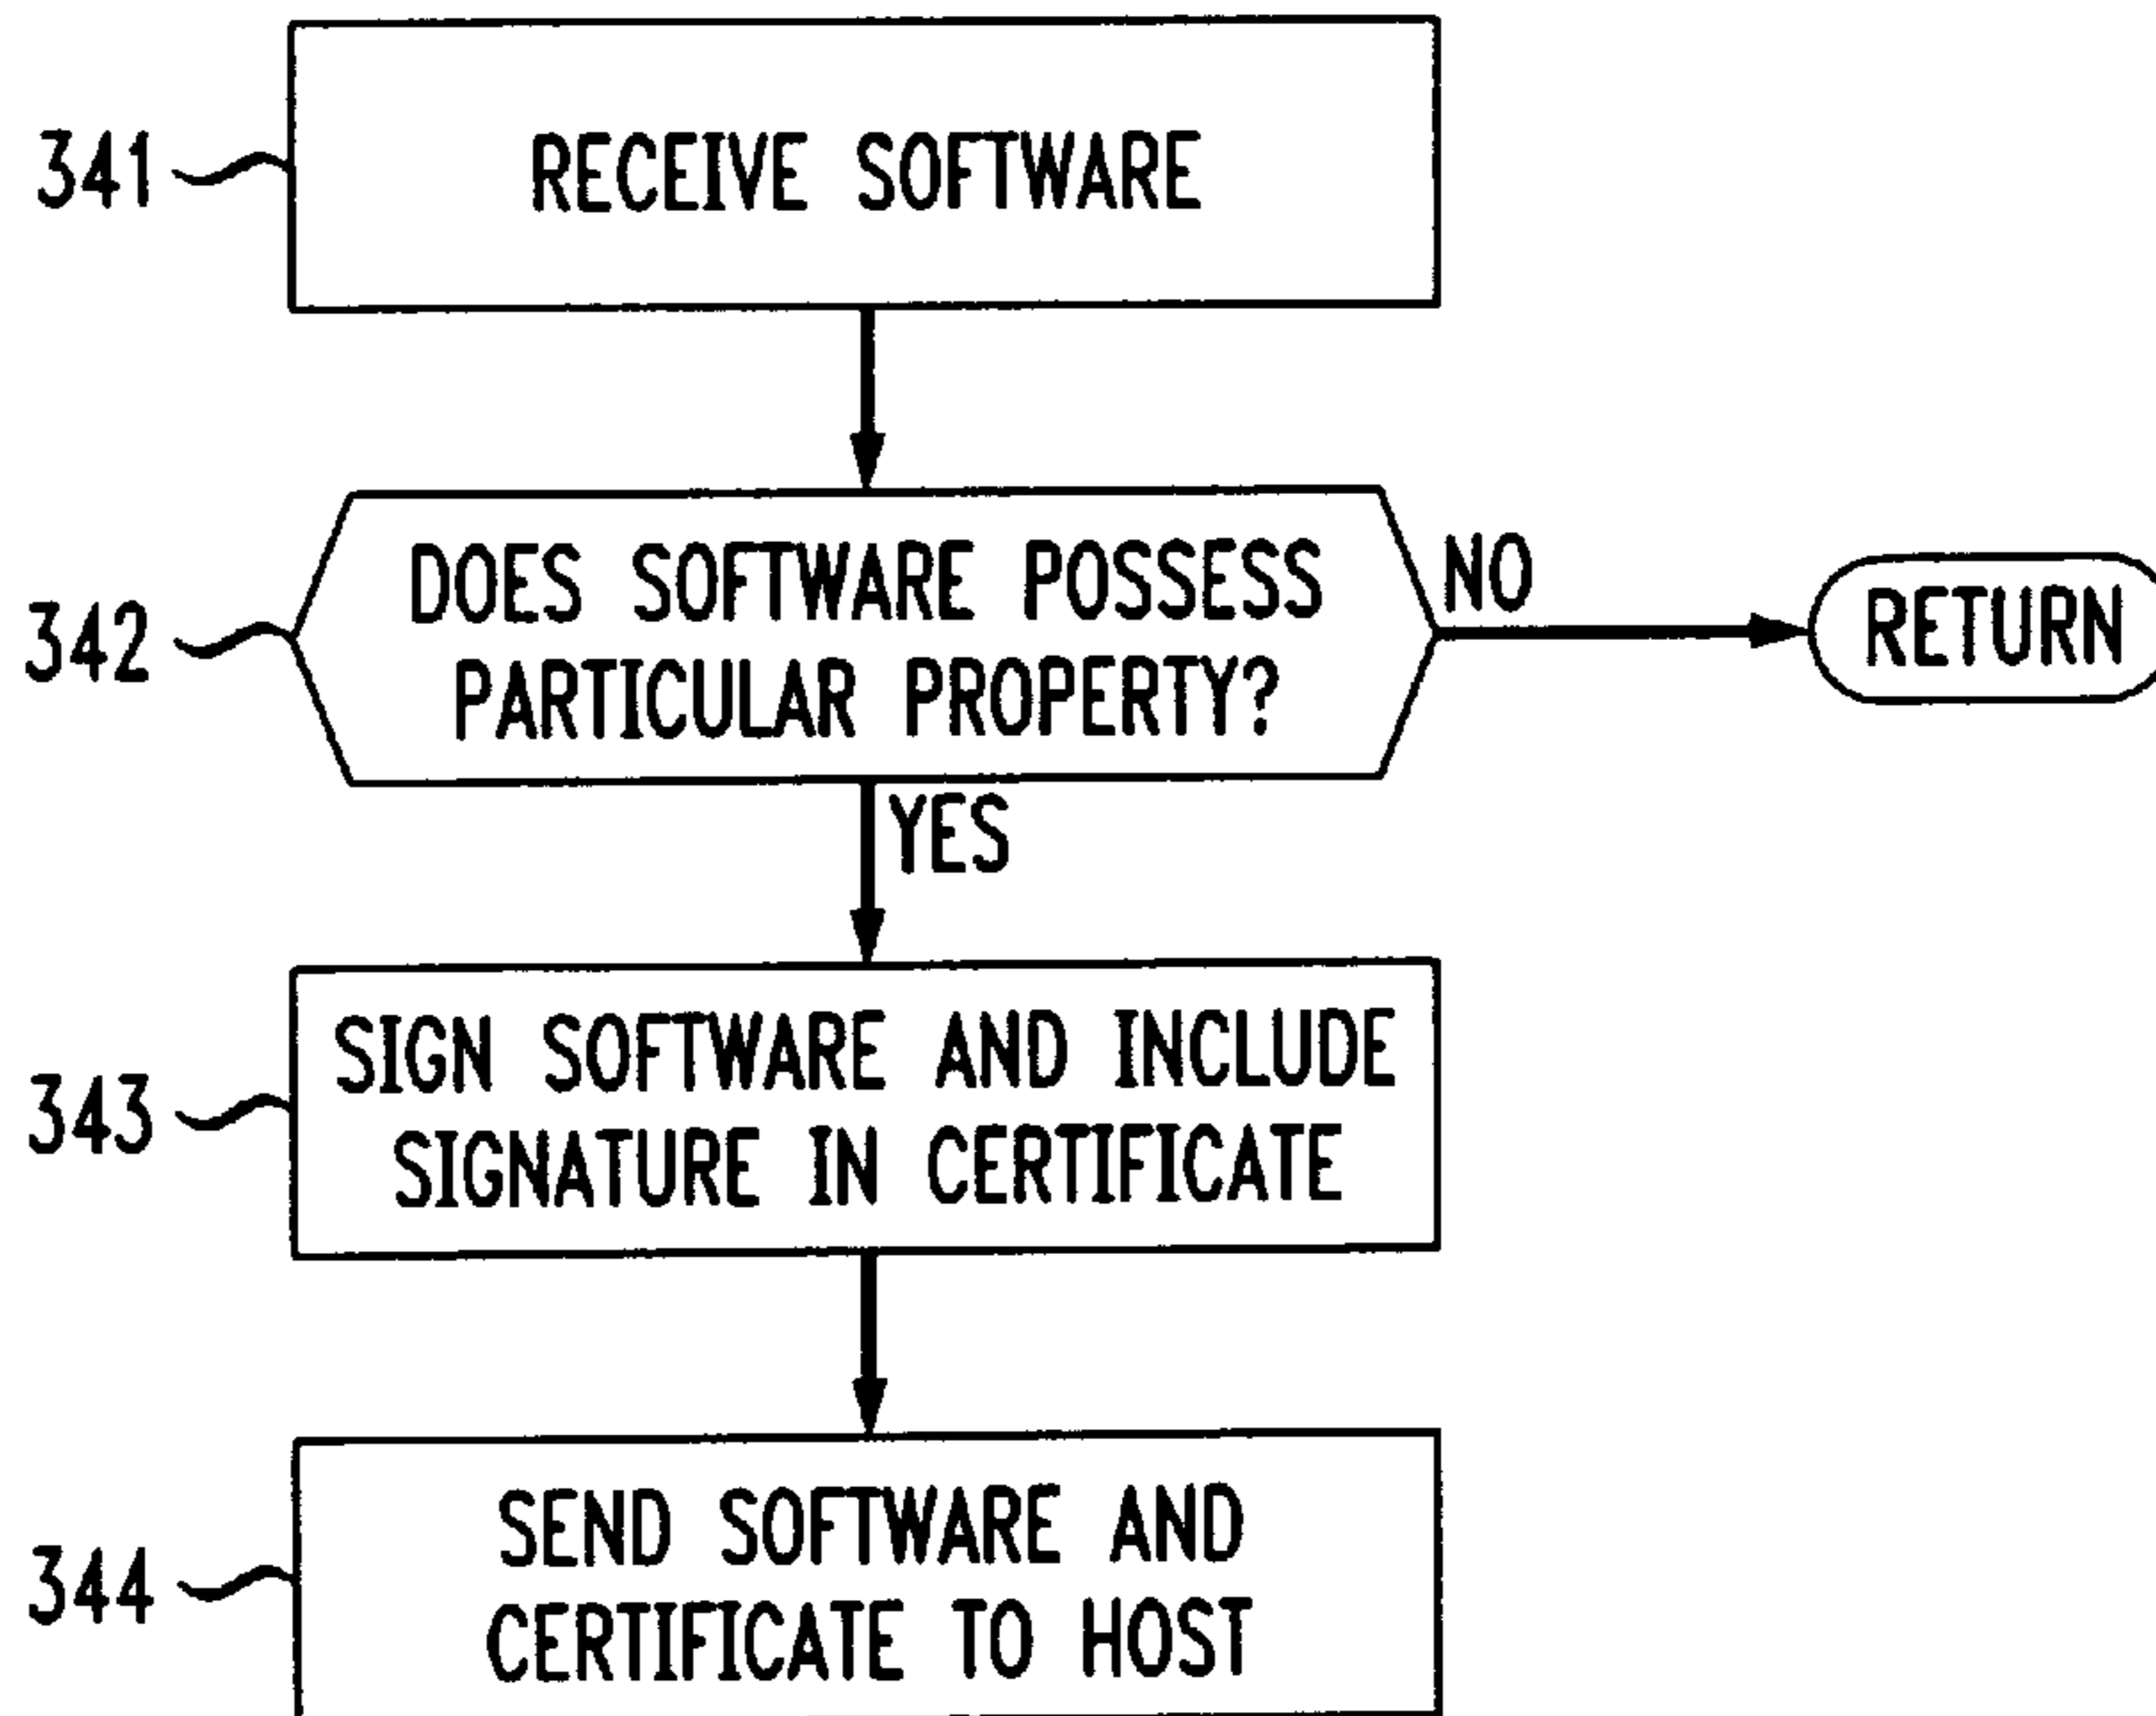 341
RECEIVE SOFTWARE
342
DOES SOFTWARE POSSESS
PARTICULAR PROPERTY?
NO
RETURN
YES
343
SIGN SOFTWARE AND INCLUDE
SIGNATURE IN CERTIFICATE
344
SEND SOFTWARE AND
CERTIFICATE TO HOST